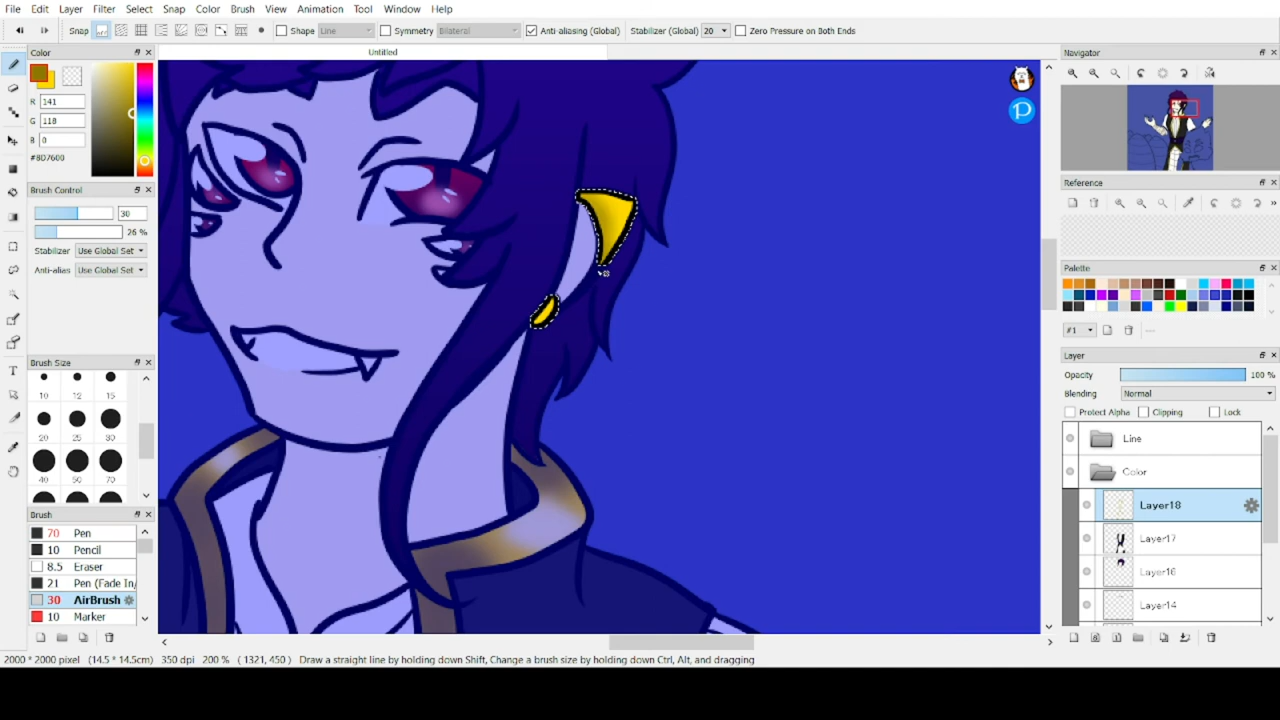 File Edit Layer Filter Select Snap Color Brush View Animation Tool Window Help
Snap Shape Line Symmetry Bilateral Anti-aliasing (Global) Stabilizer (Global) 20 Zero Pressure on Both Ends
Color
Untitled
Navigator
R 141
G 118
B 0
#8D7600
Brush Control
30
26 %
Stabilizer Use Global Set
Anti-alias Use Global Set
Reference
Palette
#1
Brush Size
10 12 15
20 25 30
40 50 70
Layer
Opacity 100 %
Blending Normal
Protect Alpha Clipping Lock
Line
Color
Layer18
Layer17
Layer16
Layer14
Brush
70 Pen
10 Pencil
8.5 Eraser
21 Pen (Fade In/
30 AirBrush
10 Marker
2000 * 2000 pixel (14.5 * 14.5cm) 350 dpi 200 % ( 1321, 450 ) Draw a straight line by holding down Shift, Change a brush size by holding down Ctrl, Alt, and dragging